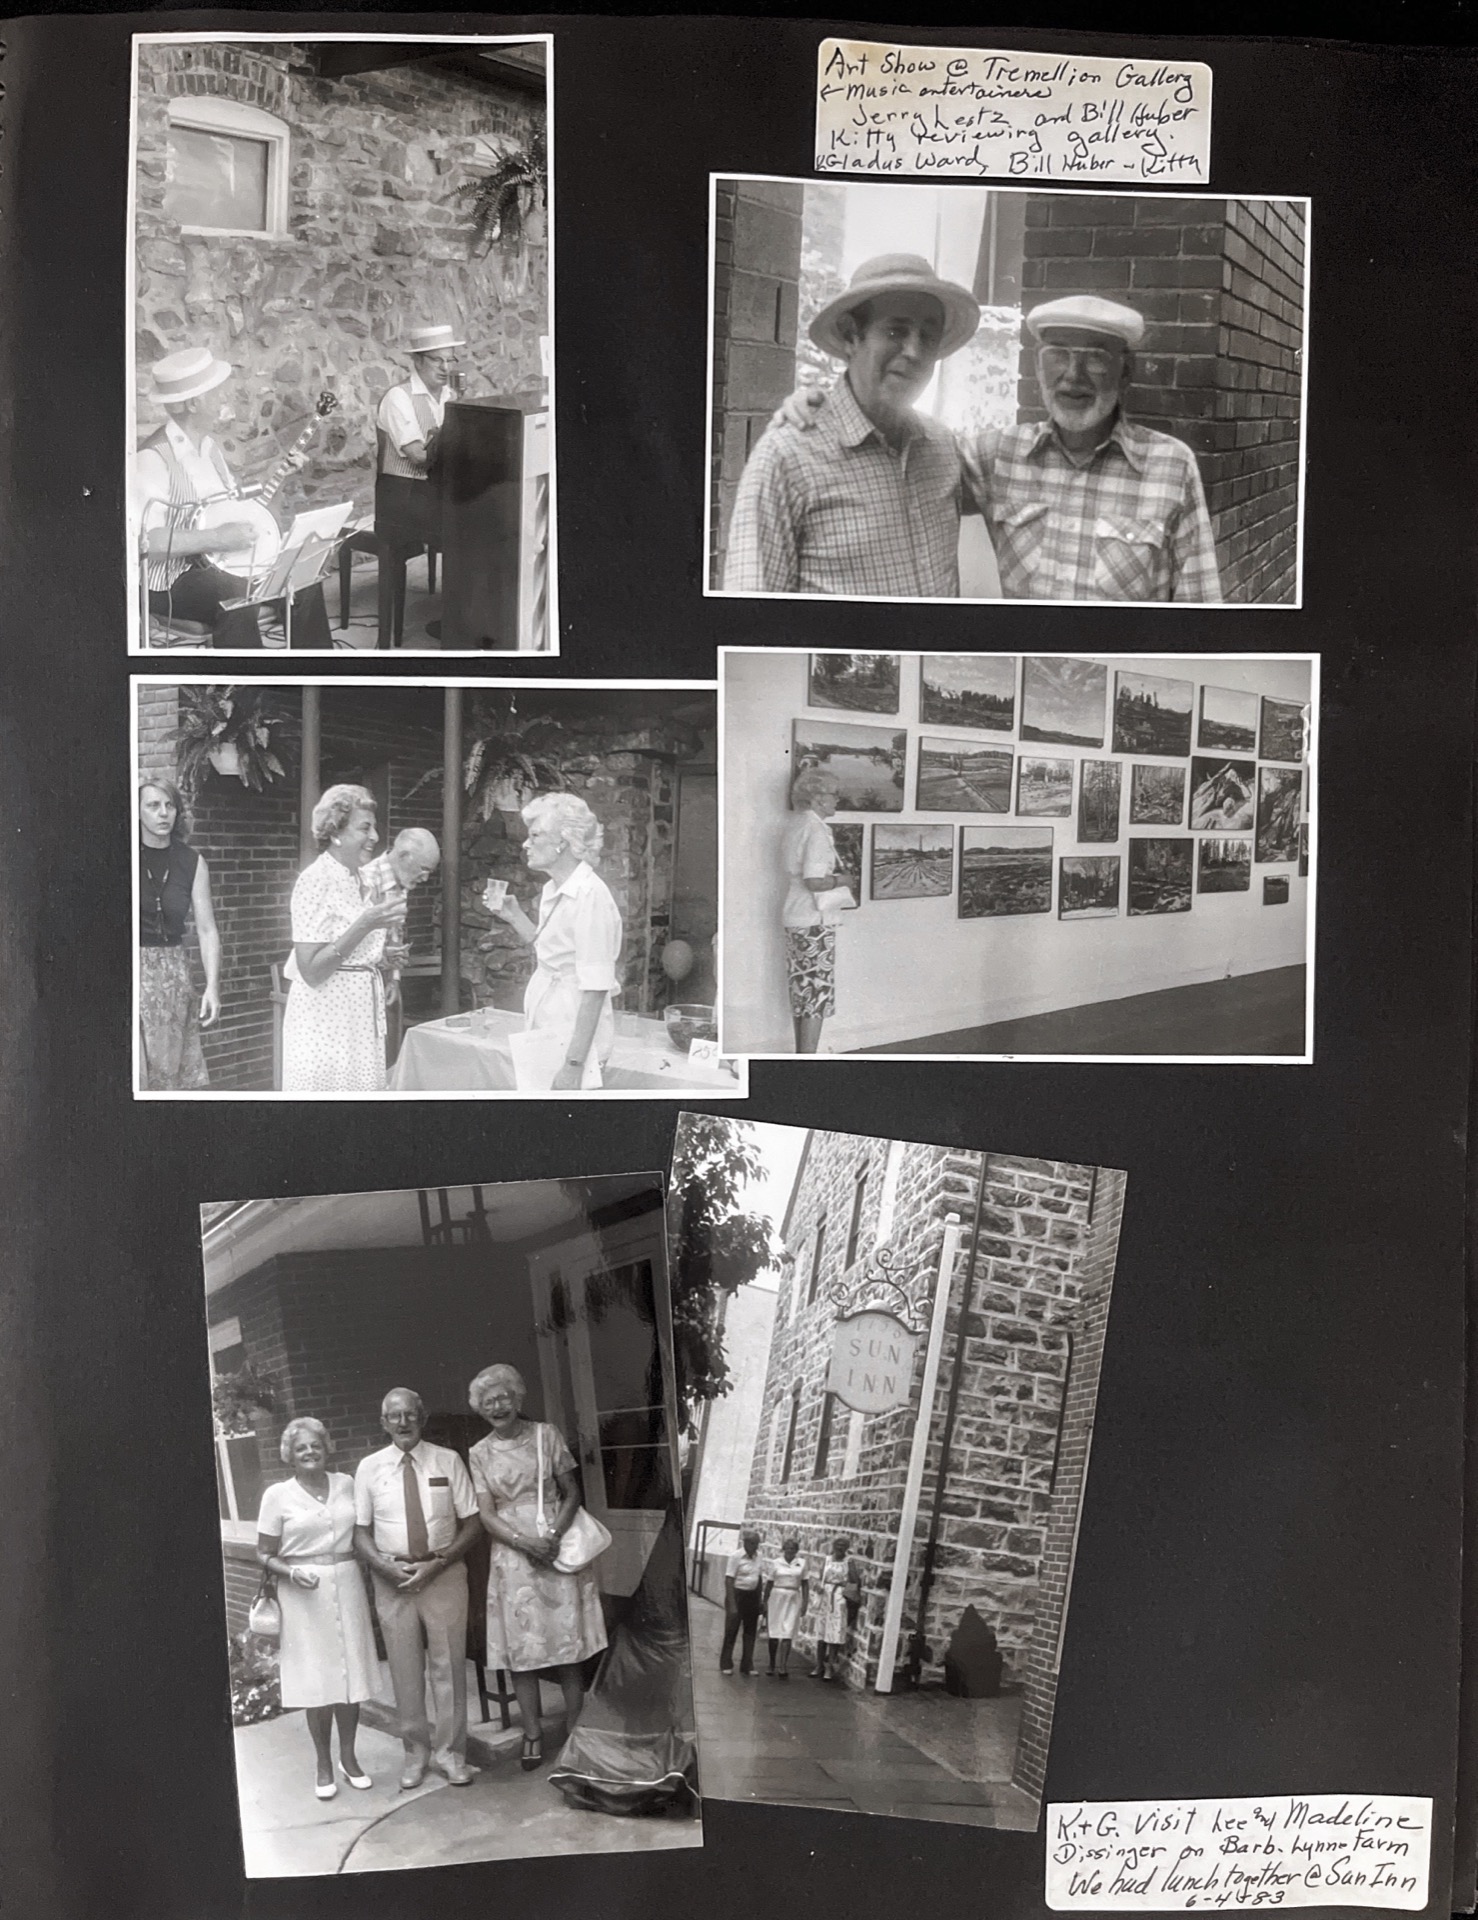 Art Show @ Tremellion Gallery
← Music entertainers
Jerry Lestz and Bill Huber
Kitty reviewing gallery.
Gladus Ward, Bill Huber - Kitty
SUN
INN
K.+G. Visit Lee and Madeline
Dissinger on Barb-Lynne Farm
We had lunch together @ Sun Inn
6-4-83